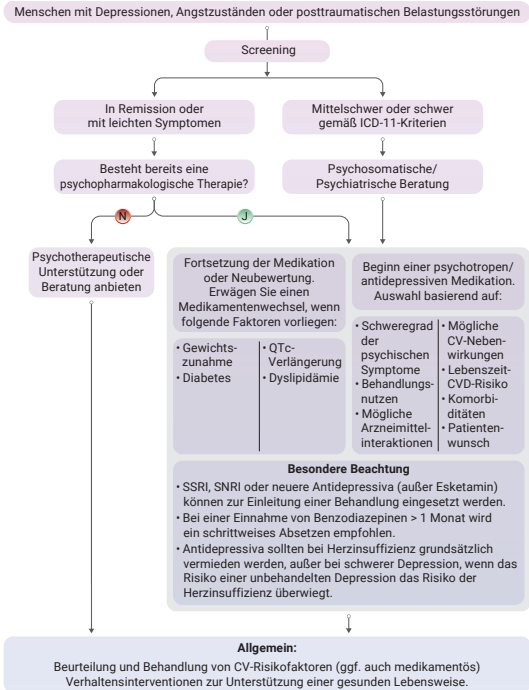 Menschen mit Depressionen, Angstzuständen oder posttraumatischen Belastungsstörungen
Screening
In Remission oder
mit leichten Symptomen
Mittelschwer oder schwer
gemäß ICD-11-Kriterien
Besteht bereits eine
psychopharmakologische Therapie?
Psychosomatische/
Psychiatrische Beratung
N
J
Psychotherapeutische
Unterstützung oder
Beratung anbieten
Fortsetzung der Medikation
oder Neubewertung.
Erwägen Sie einen
Medikamentenwechsel, wenn
folgende Faktoren vorliegen:
• Gewichts-
zunahme
• Diabetes
• QTc-
Verlängerung
• Dyslipidämie
Beginn einer psychotropen/
antidepressiven Medikation.
Auswahl basierend auf:
• Schweregrad
der
psychischen
Symptome
• Behandlungs-
nutzen
• Mögliche
Arzneimittel-
interaktionen
• Mögliche
CV-Neben-
wirkungen
• Lebenszeit-
CVD-Risiko
• Komorbi-
ditäten
• Patienten-
wunsch
Besondere Beachtung
• SSRI, SNRI oder neuere Antidepressiva (außer Esketamin)
können zur Einleitung einer Behandlung eingesetzt werden.
• Bei einer Einnahme von Benzodiazepinen > 1 Monat wird
ein schrittweises Absetzen empfohlen.
• Antidepressiva sollten bei Herzinsuffizienz grundsätzlich
vermieden werden, außer bei schwerer Depression, wenn das
Risiko einer unbehandelten Depression das Risiko der
Herzinsuffizienz überwiegt.
Allgemein:
Beurteilung und Behandlung von CV-Risikofaktoren (ggf. auch medikamentös)
Verhaltensinterventionen zur Unterstützung einer gesunden Lebensweise.